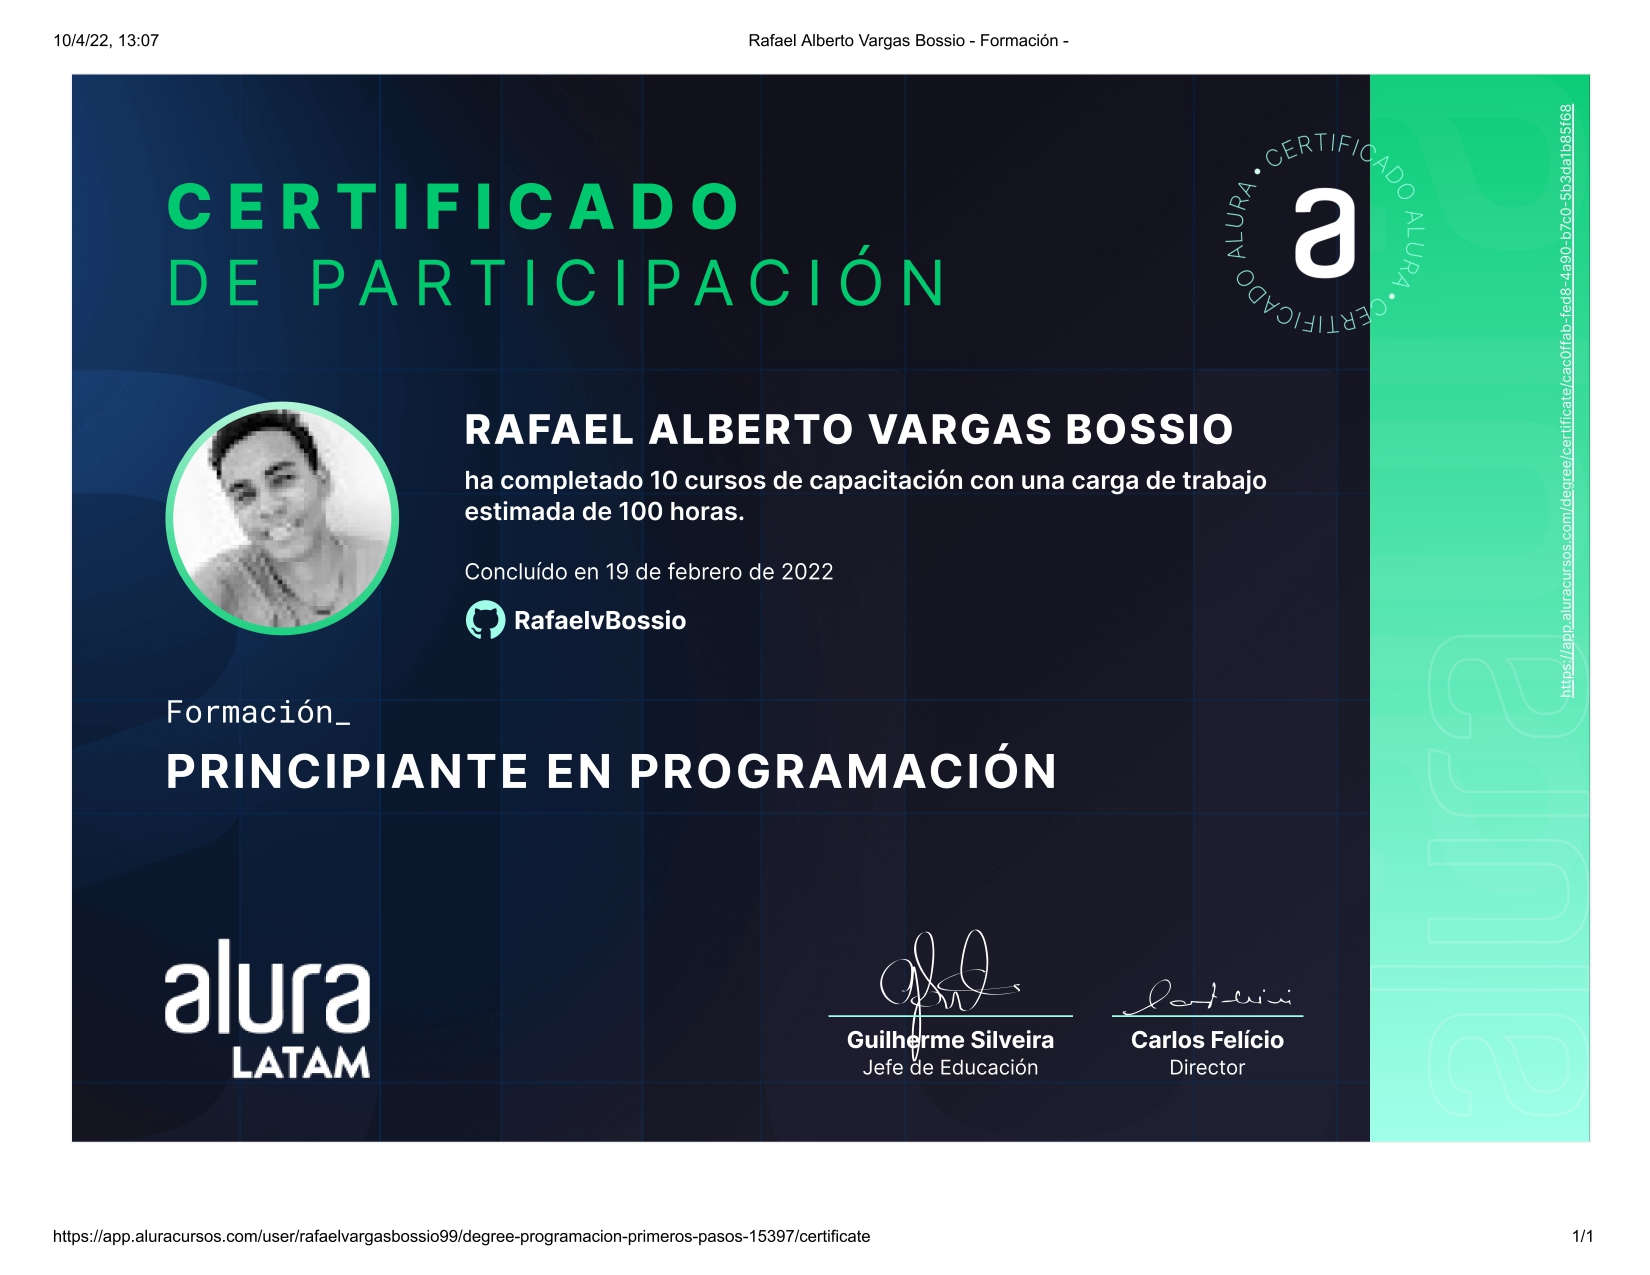 10/4/22, 13:07
Rafael Alberto Vargas Bossio - Formación -
CERTIFICADO
DE PARTICIPACIÓN
CERTIFICADO ALURA • CERTIFICADO ALURA •
a
https://app.aluracursos.com/degree/certificate/cac0ffab-fed8-4a90-b7c0-5b3da1b85f68
RAFAEL ALBERTO VARGAS BOSSIO
ha completado 10 cursos de capacitación con una carga de trabajo
estimada de 100 horas.
Concluído en 19 de febrero de 2022
RafaelvBossio
Formación_
PRINCIPIANTE EN PROGRAMACIÓN
alura
LATAM
Guilherme Silveira
Jefe de Educación
Carlos Felício
Director
alura
https://app.aluracursos.com/user/rafaelvargasbossio99/degree-programacion-primeros-pasos-15397/certificate
1/1